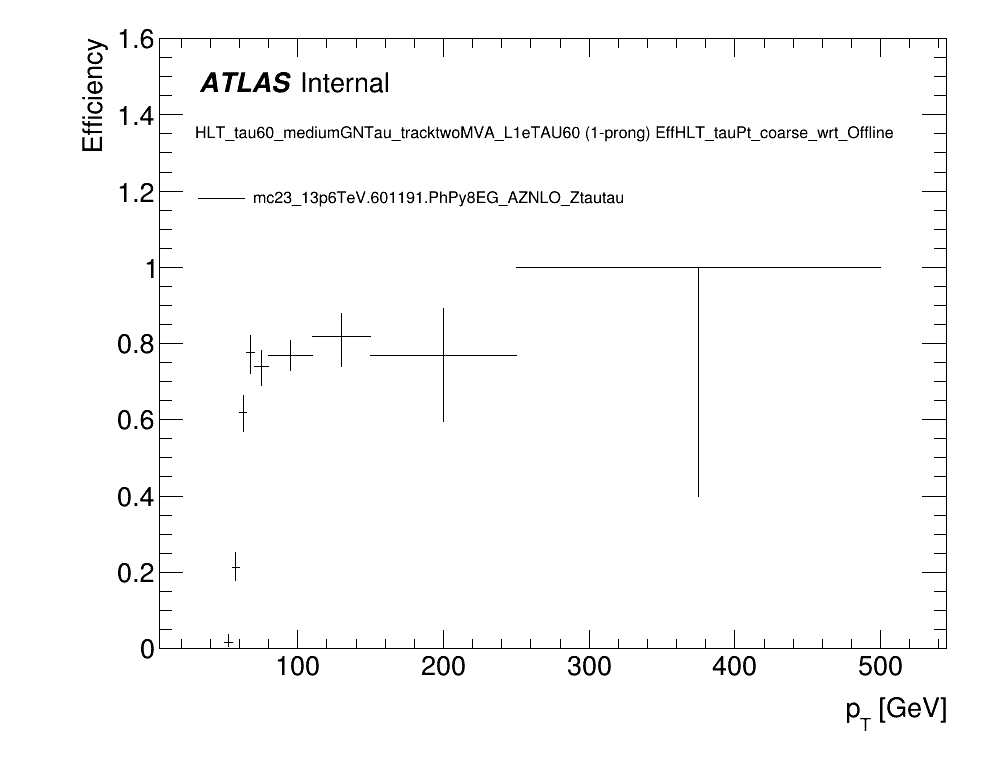 Efficiency
1.6
1.4
1.2
1
0.8
0.6
0.4
0.2
0
ATLAS Internal
HLT_tau60_mediumGNTau_tracktwoMVA_L1eTAU60 (1-prong) EffHLT_tauPt_coarse_wrt_Offline
mc23_13p6TeV.601191.PhPy8EG_AZNLO_Ztautau
100 200 300 400 500
pT [GeV]